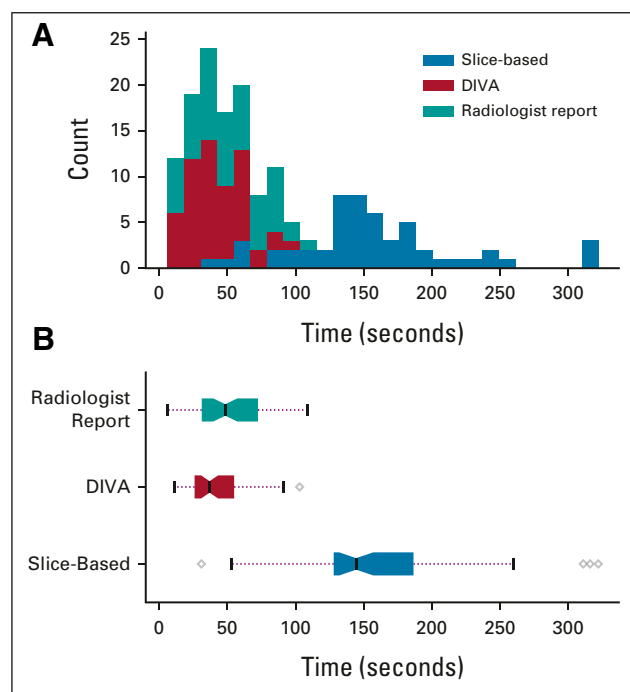 A
25
20
15
10
5
0
Count
Slice-based
DIVA
Radiologist report
0 50 100 150 200 250 300
Time (seconds)
B
Radiologist
Report
DIVA
Slice-Based
0 50 100 150 200 250 300
Time (seconds)